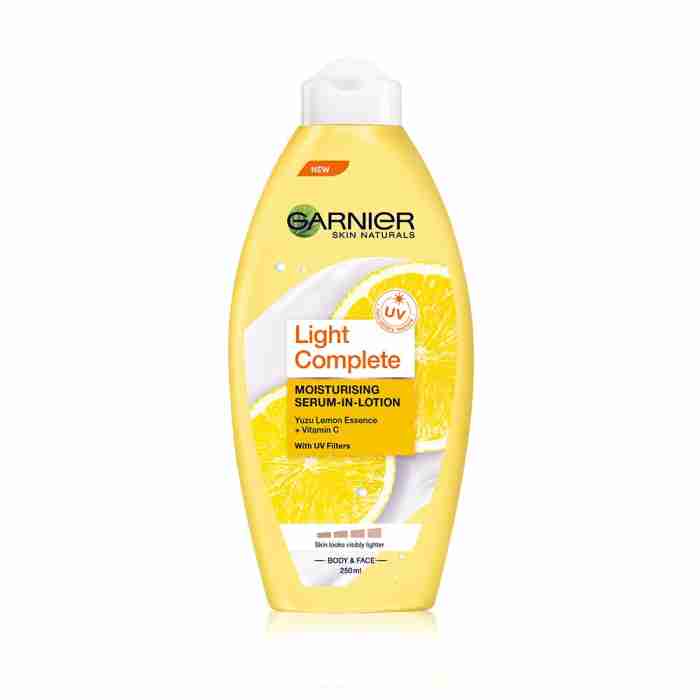 NEW
GARNIER
SKIN NATURALS
UV
Light
Complete
MOISTURISING
SERUM-IN-LOTION
Yuzu Lemon Essence
+ Vitamin C
With UV Filters
Skin looks visibly lighter
BODY & FACE
250ml